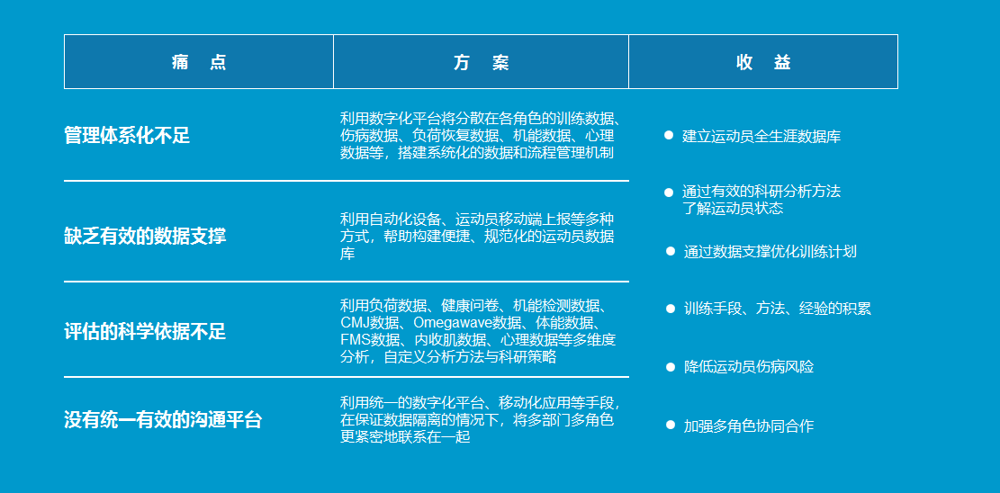 痛 点
方 案
收 益
管理体系化不足
利用数字化平台将分散在各角色的训练数据、
伤病数据、负荷恢复数据、机能数据、心理
数据等，搭建系统化的数据和流程管理机制
缺乏有效的数据支撑
利用自动化设备、运动员移动端上报等多种
方式，帮助构建便捷、规范化的运动员数据
库
评估的科学依据不足
利用负荷数据、健康问卷、机能检测数据、
CMJ数据、Omegawave数据、体能数据、
FMS数据、内收肌数据、心理数据等多维度
分析，自定义分析方法与科研策略
没有统一有效的沟通平台
利用统一的数字化平台、移动化应用等手段，
在保证数据隔离的情况下，将多部门多角色
更紧密地联系在一起
建立运动员全生涯数据库
通过有效的科研分析方法
了解运动员状态
通过数据支撑优化训练计划
训练手段、方法、经验的积累
降低运动员伤病风险
加强多角色协同合作